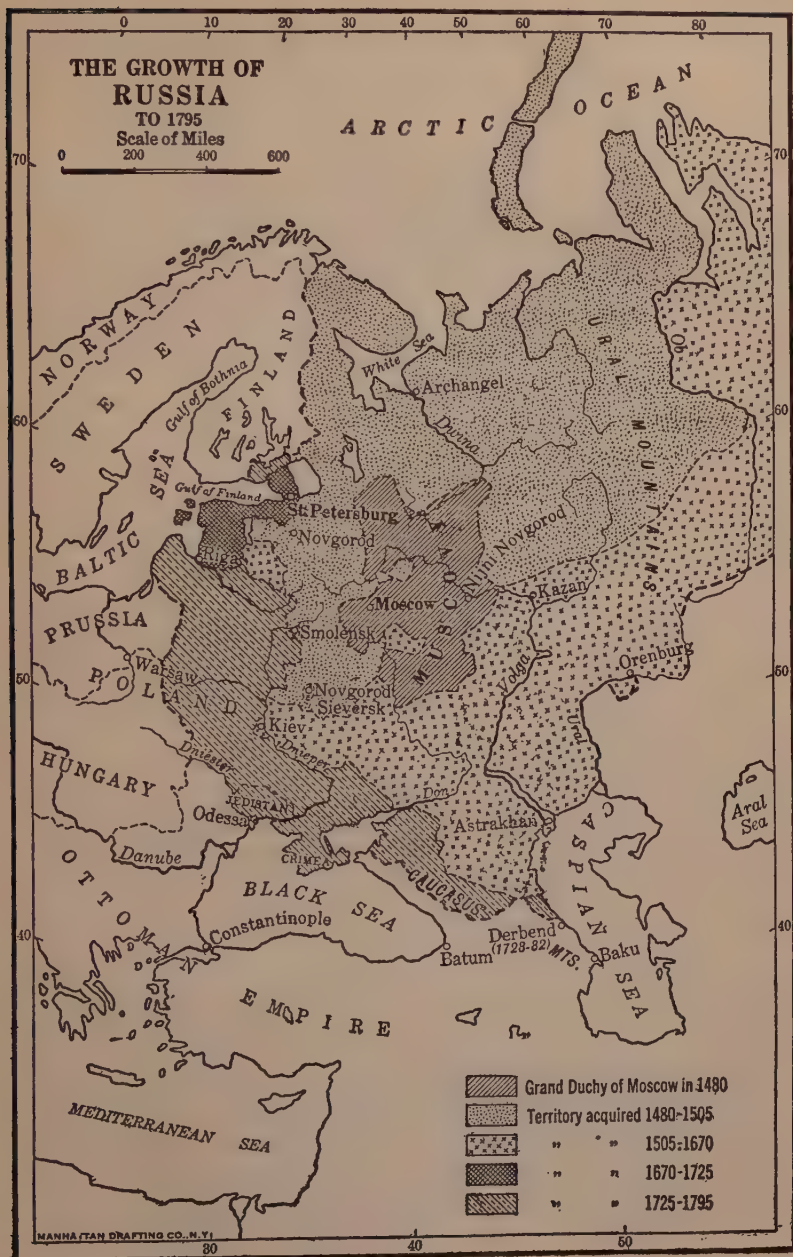 0 10 20 30 40 50 60 70 80
THE GROWTH OF
RUSSIA
TO 1795
Scale of Miles
0 200 400 600
ARCTIC OCEAN
70
70
NORWAY
SWEDEN
FINLAND
Gulf of Bothnia
White Sea
Archangel
Dwina
URAL MOUNTAINS
Ob
60
60
BALTIC SEA
Gulf of Finland
St. Petersburg
Novgorod
Riga
MUSCOVY
Nijni Novgorod
Moscow
Kazan
Smolensk
PRUSSIA
Warsaw
POLAND
Novgorod
Sieversk
Volga
Orenburg
Ural
50
50
Kiev
Dnieper
Dniester
Don
HUNGARY
JEDISTAN
Odessa
CRIMEA
Astrakhan
CASPIAN SEA
Aral
Sea
Danube
CAUCASUS MTS.
BLACK SEA
Constantinople
Batum
Derbend
(1728-82)
Baku
40
40
OTTOMAN EMPIRE
MEDITERRANEAN SEA
Grand Duchy of Moscow in 1480
Territory acquired 1480-1505
" " " 1505-1670
" " 1670-1725
" " 1725-1795
MANHATTAN DRAFTING CO., N.Y.
30 40 50